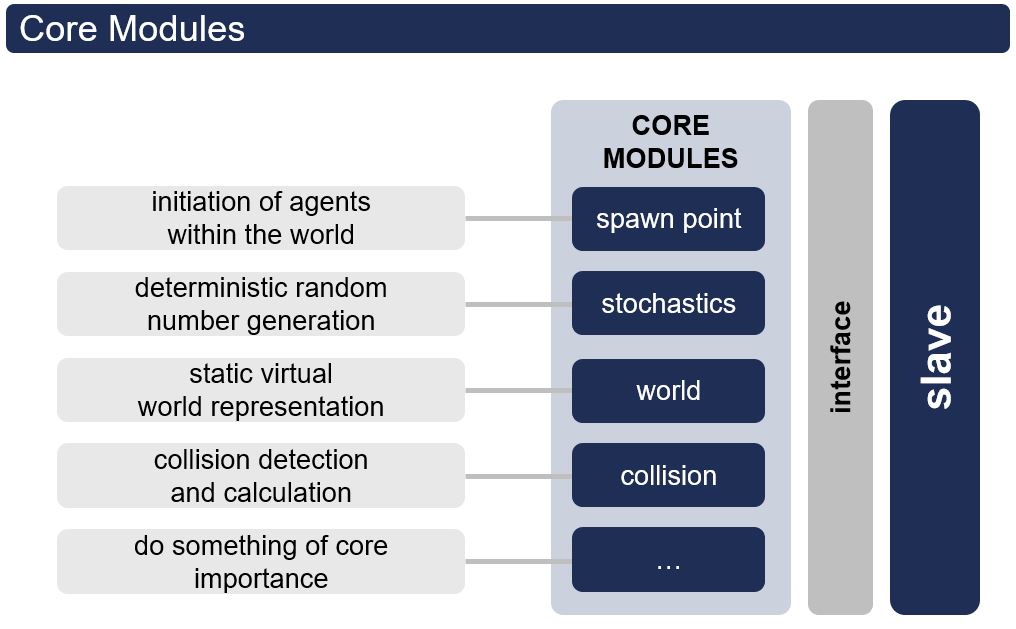 Core Modules
CORE
MODULES
initiation of agents
within the world
spawn point
deterministic random
number generation
stochastics
static virtual
world representation
world
collision detection
and calculation
collision
do something of core
importance
…
interface
slave